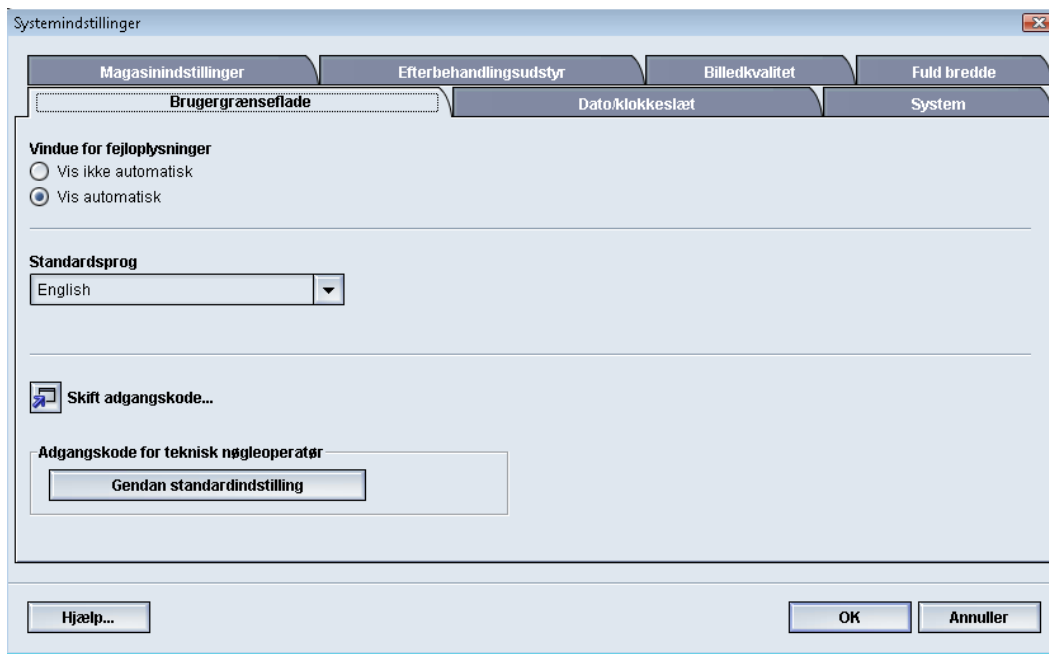 Systemindstillinger
Magasinindstillinger Efterbehandlingsudstyr Billedkvalitet Fuld bredde
Brugergrænseflade Dato/klokkeslæt System
Vindue for fejloplysninger
Vis ikke automatisk
Vis automatisk
Standardsprog
English
Skift adgangskode...
Adgangskode for teknisk nøgleoperatør
Gendan standardindstilling
Hjælp... OK Annuller